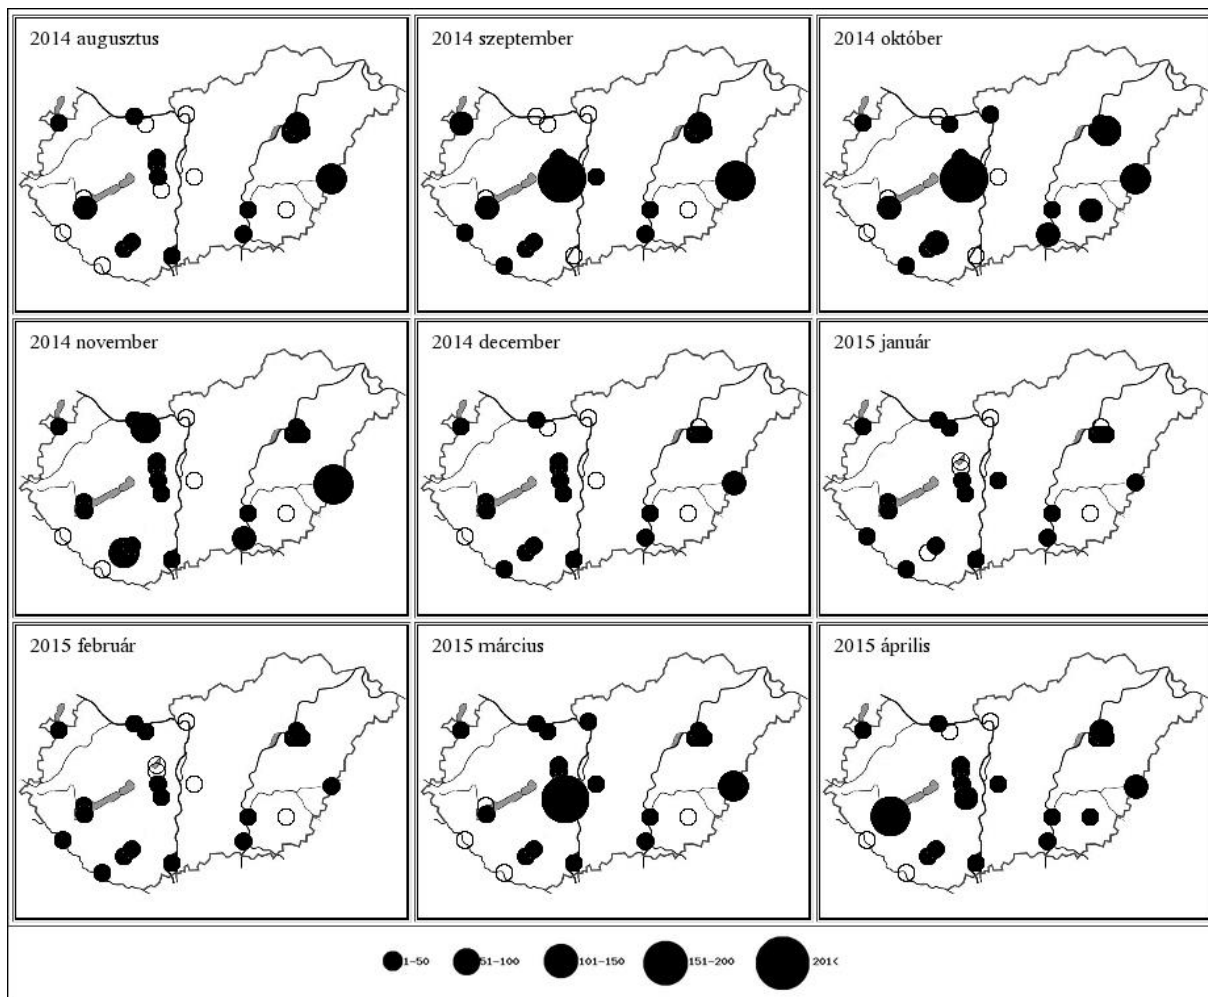 2014 augusztus
2014 szeptember
2014 október
2014 november
2014 december
2015 január
2015 február
2015 március
2015 április
1-50
51-100
101-150
151-200
201<